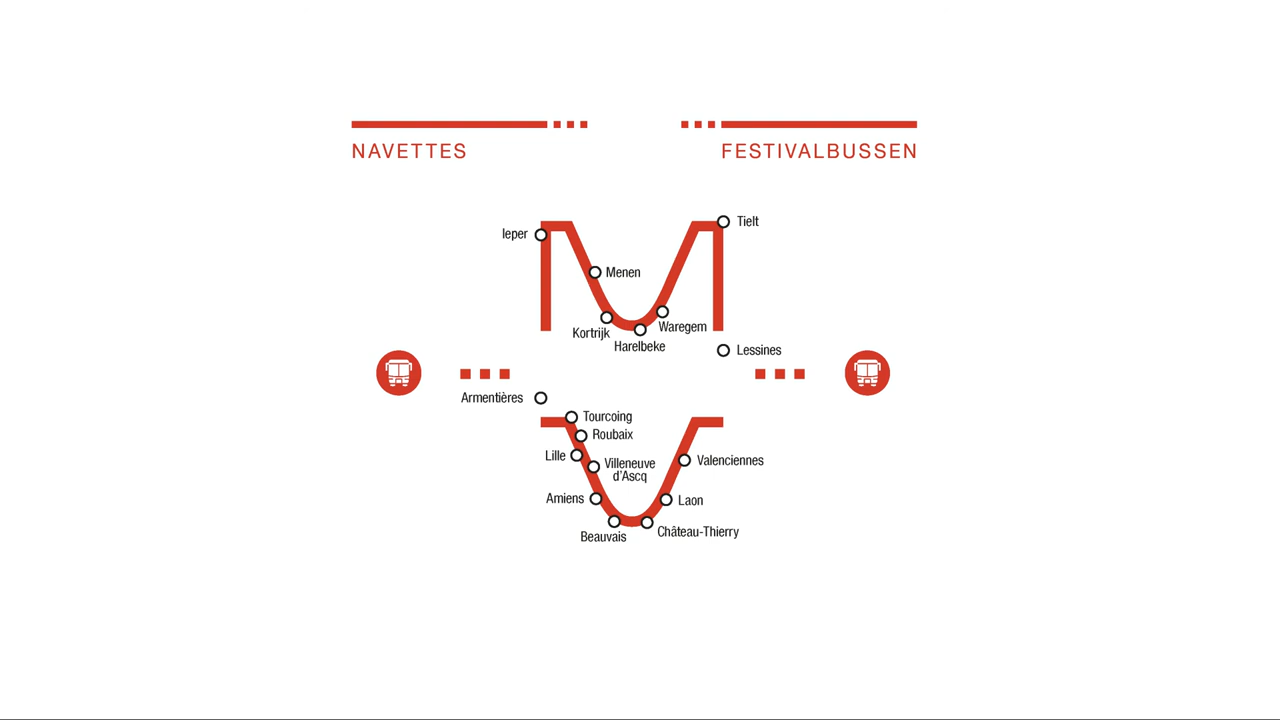 NAVETTES
FESTIVALBUSSEN
Ieper
Tielt
Menen
Kortrijk
Waregem
Harelbeke
Lessines
Armentières
Tourcoing
Roubaix
Lille
Villeneuve
d'Ascq
Valenciennes
Amiens
Laon
Beauvais
Château-Thierry